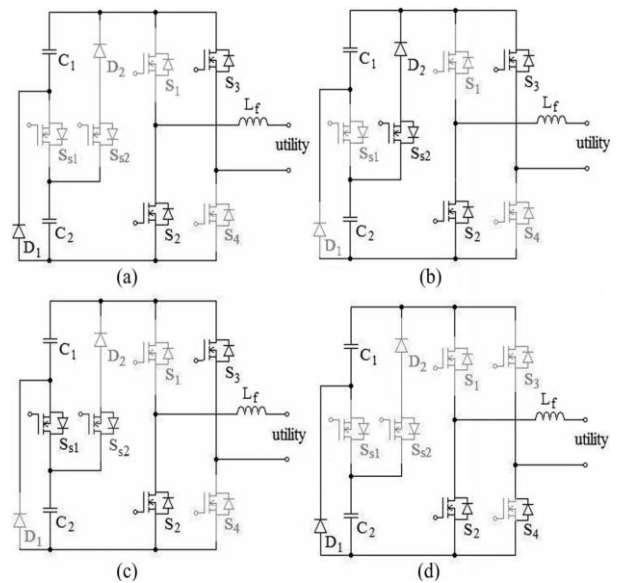 C1
D2
S1
S3
Lf
Ss1
Ss2
utility
C2
S2
S4
D1
(a)
C1
D2
S1
S3
Lf
Ss1
Ss2
utility
C2
S2
S4
D1
(b)
C1
D2
S1
S3
Lf
Ss1
Ss2
utility
C2
S2
S4
D1
(c)
C1
D2
S1
S3
Lf
Ss1
Ss2
utility
D1
C2
S2
S4
(d)